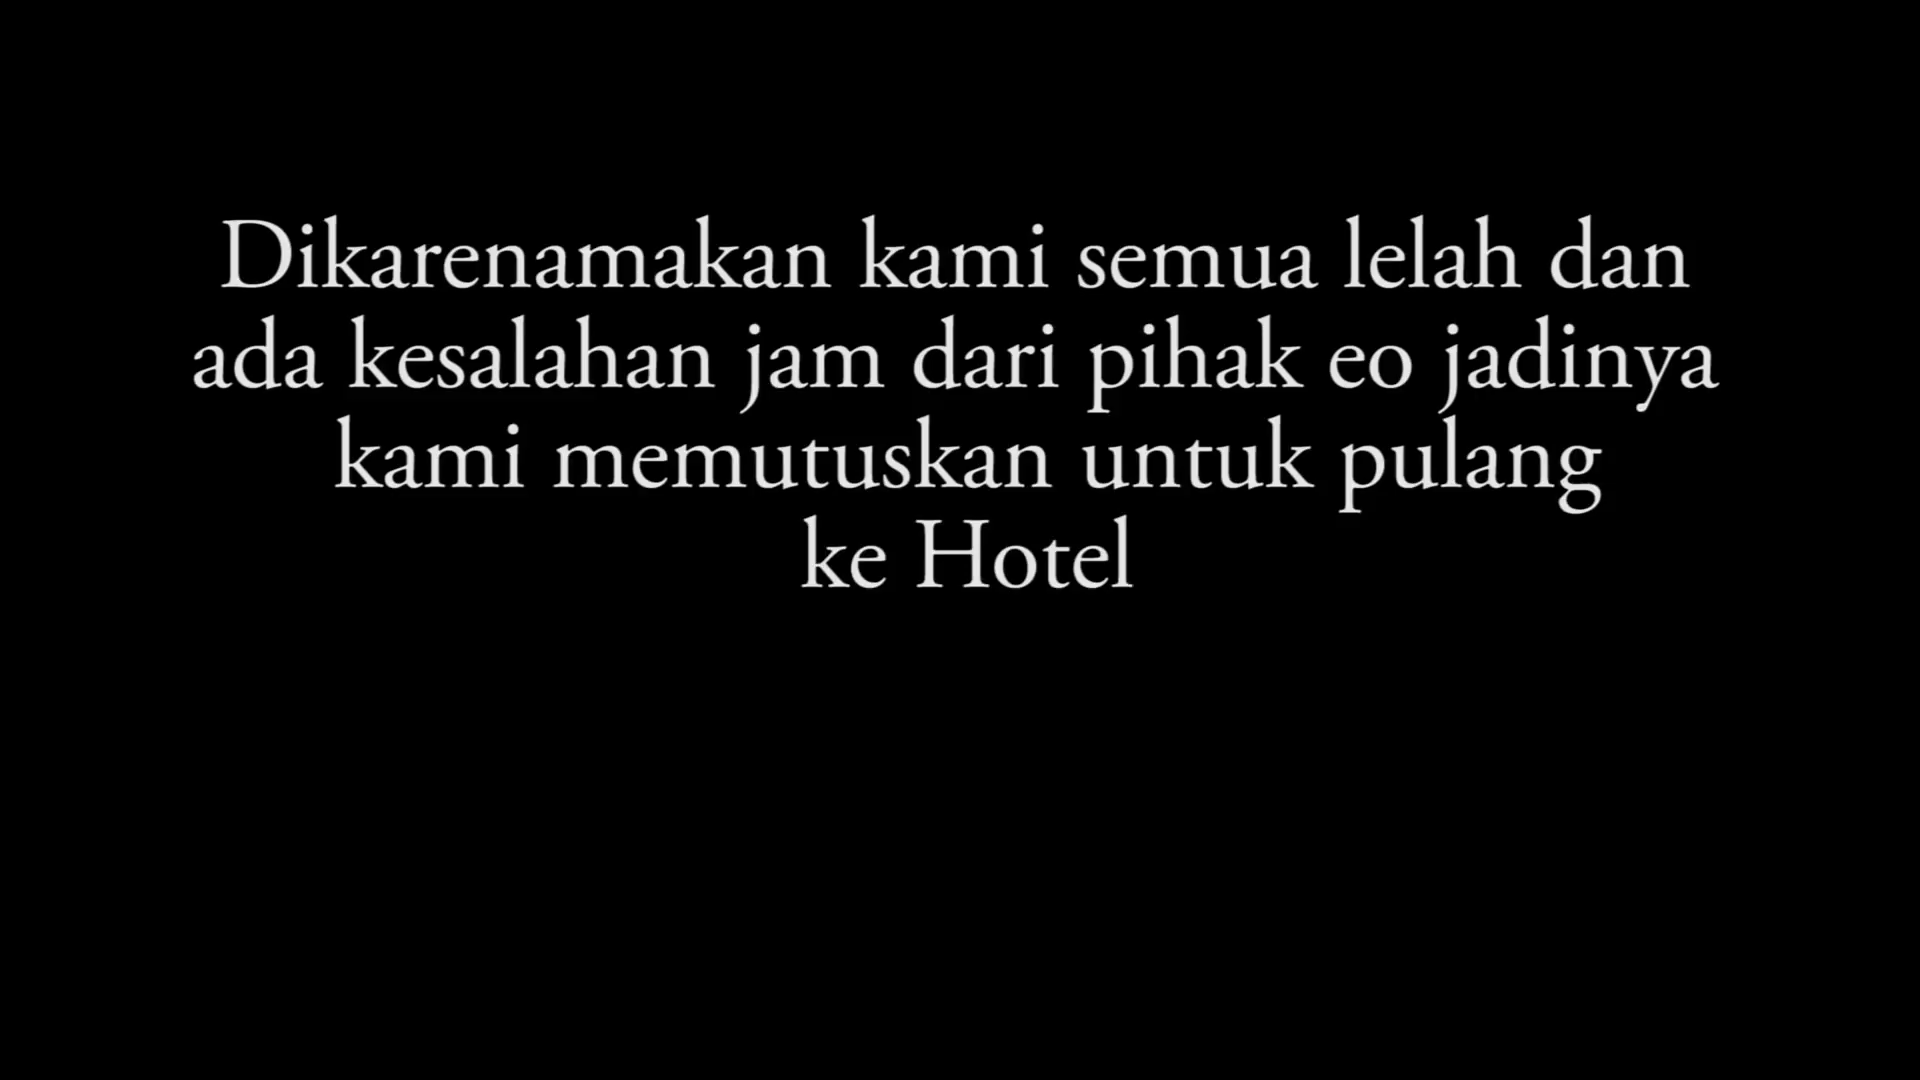 Dikarenamakan kami semua lelah dan
ada kesalahan jam dari pihak eo jadinya
kami memutuskan untuk pulang
ke Hotel